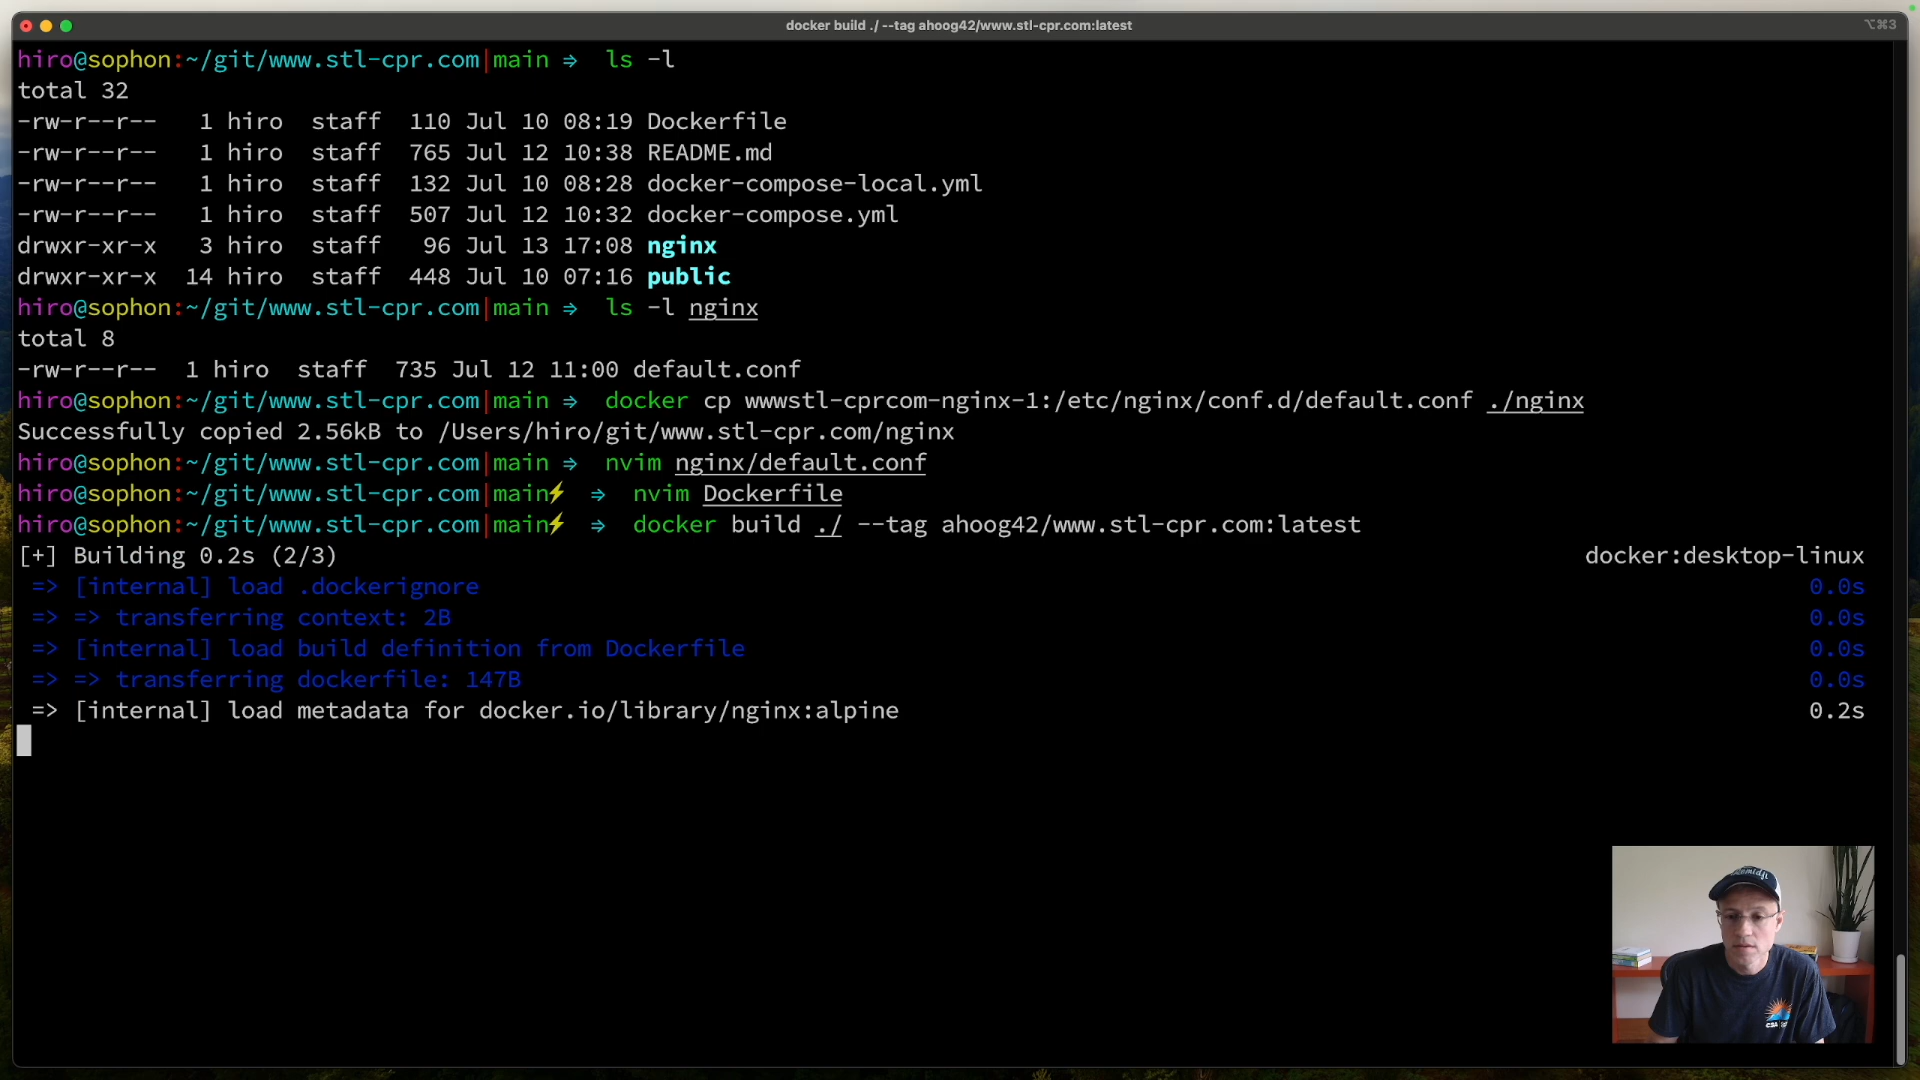 docker build ./ --tag ahoog42/www.stl-cpr.com:latest
⌥⌘3
hiro@sophon:~/git/www.stl-cpr.com|main ⇒  ls -l
total 32
-rw-r--r--   1 hiro  staff  110 Jul 10 08:19 Dockerfile
-rw-r--r--   1 hiro  staff  765 Jul 12 10:38 README.md
-rw-r--r--   1 hiro  staff  132 Jul 10 08:28 docker-compose-local.yml
-rw-r--r--   1 hiro  staff  507 Jul 12 10:32 docker-compose.yml
drwxr-xr-x   3 hiro  staff   96 Jul 13 17:08 nginx
drwxr-xr-x  14 hiro  staff  448 Jul 10 07:16 public
hiro@sophon:~/git/www.stl-cpr.com|main ⇒  ls -l nginx
total 8
-rw-r--r--  1 hiro  staff  735 Jul 12 11:00 default.conf
hiro@sophon:~/git/www.stl-cpr.com|main ⇒  docker cp wwwstl-cprcom-nginx-1:/etc/nginx/conf.d/default.conf ./nginx
Successfully copied 2.56kB to /Users/hiro/git/www.stl-cpr.com/nginx
hiro@sophon:~/git/www.stl-cpr.com|main ⇒  nvim nginx/default.conf
hiro@sophon:~/git/www.stl-cpr.com|main⚡ ⇒  nvim Dockerfile
hiro@sophon:~/git/www.stl-cpr.com|main⚡ ⇒  docker build ./ --tag ahoog42/www.stl-cpr.com:latest
[+] Building 0.2s (2/3) docker:desktop-linux
=> [internal] load .dockerignore 0.0s
=> => transferring context: 2B 0.0s
=> [internal] load build definition from Dockerfile 0.0s
=> => transferring dockerfile: 147B 0.0s
=> [internal] load metadata for docker.io/library/nginx:alpine 0.2s